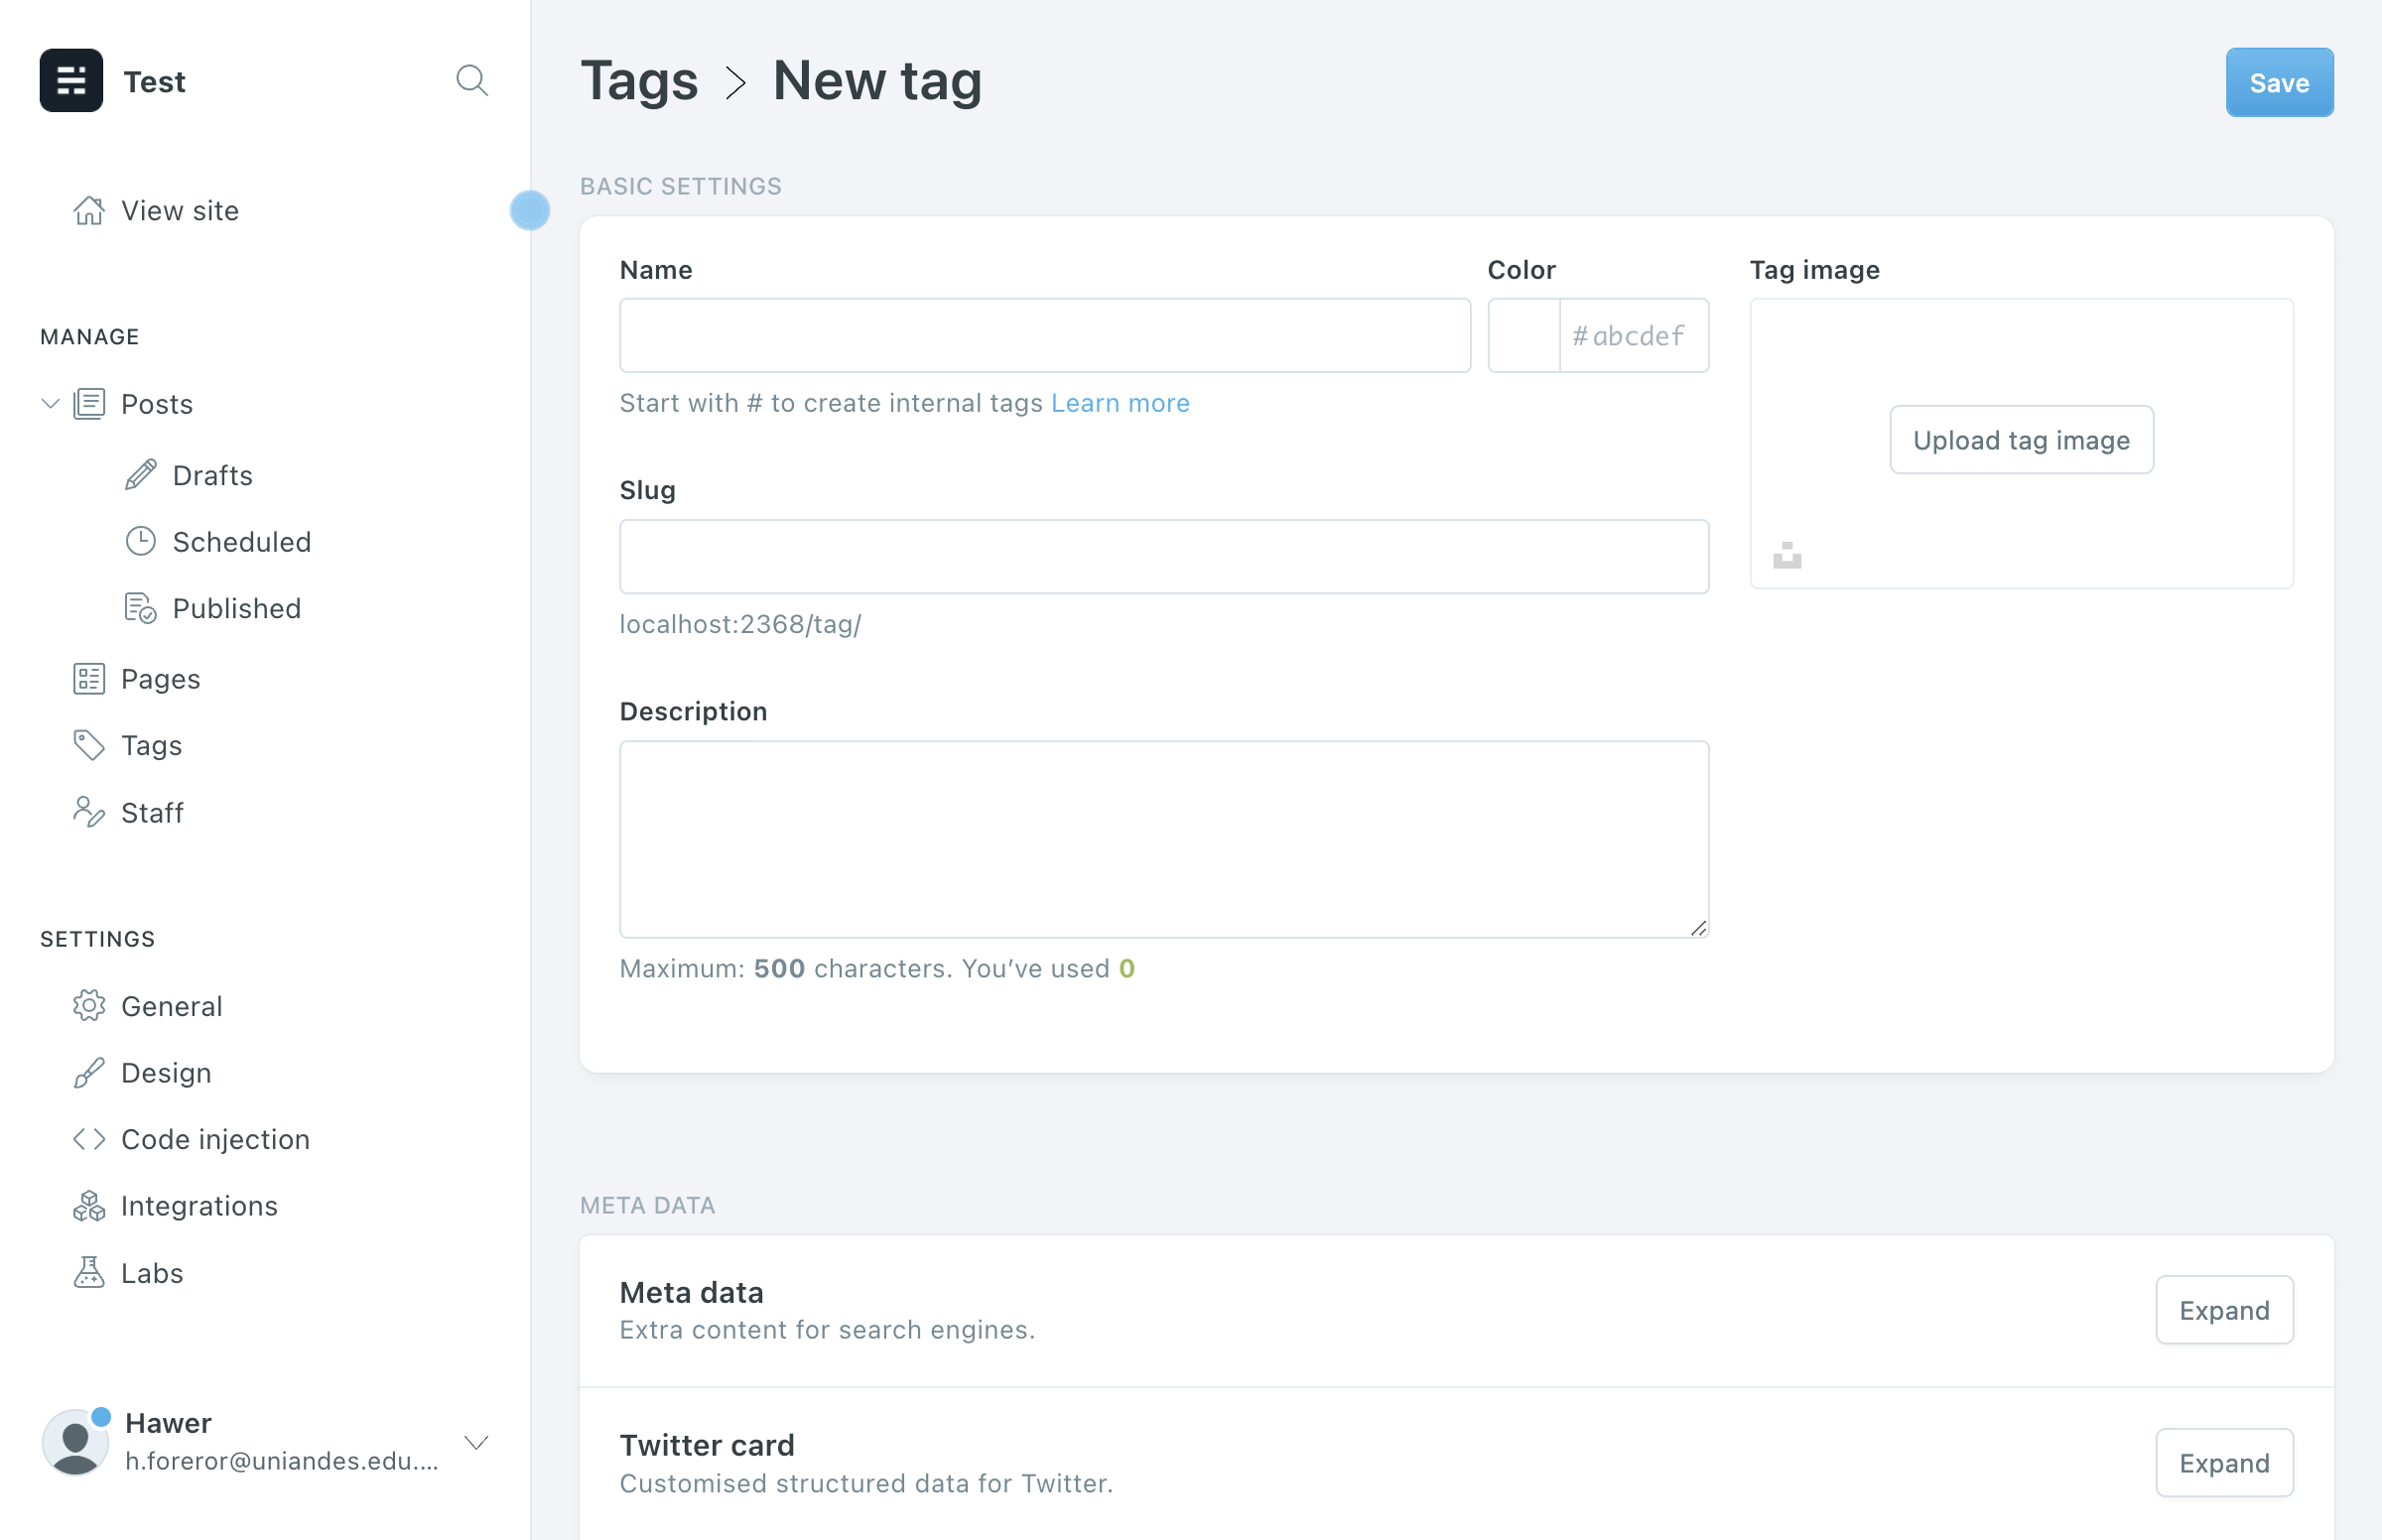 Test
View site
MANAGE
Posts
Drafts
Scheduled
Published
Pages
Tags
Staff
SETTINGS
General
Design
Code injection
Integrations
Labs
Hawer
h.foreror@uniandes.edu....
Tags > New tag
Save
BASIC SETTINGS
Name
Start with # to create internal tags Learn more
Color
#abcdef
Slug
localhost:2368/tag/
Description
Maximum: 500 characters. You’ve used 0
Tag image
Upload tag image
META DATA
Meta data
Extra content for search engines.
Expand
Twitter card
Customised structured data for Twitter.
Expand